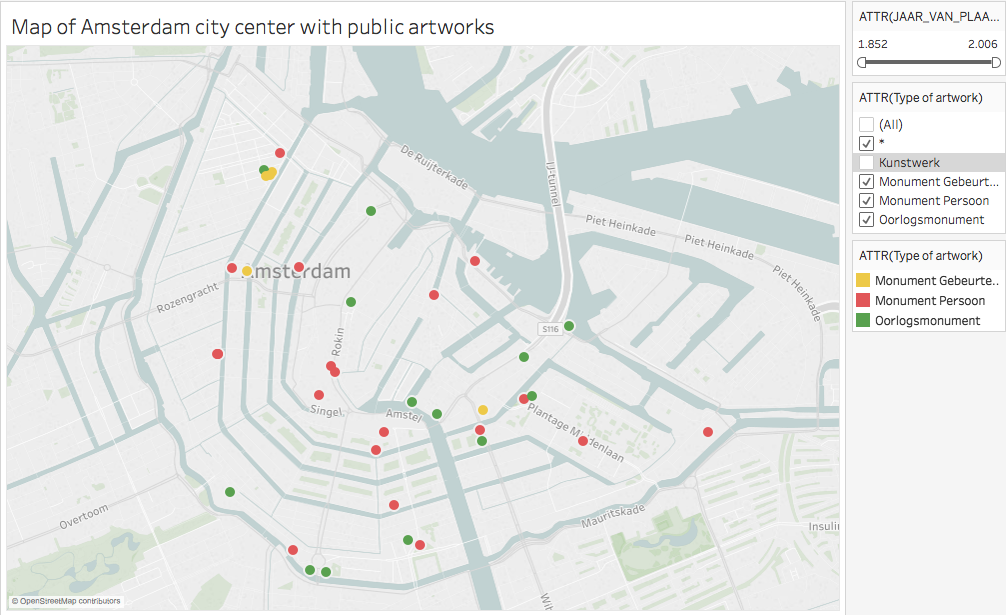 Map of Amsterdam city center with public artworks
De Ruijterkade
IJ-tunnel
Piet Heinkade
Piet Heinkade
Piet Heinkade
Amsterdam
Rozengracht
S116
Rokin
Singel
Amstel
Plantage Middenlaan
Overtoom
Mauritskade
Insulin
Wib
© OpenStreetMap contributors
ATTR(JAAR_VAN_PLAA...
1.852 2.006
ATTR(Type of artwork)
(All)
*
Kunstwerk
Monument Gebeurt...
Monument Persoon
Oorlogsmonument
ATTR(Type of artwork)
Monument Gebeurte..
Monument Persoon
Oorlogsmonument